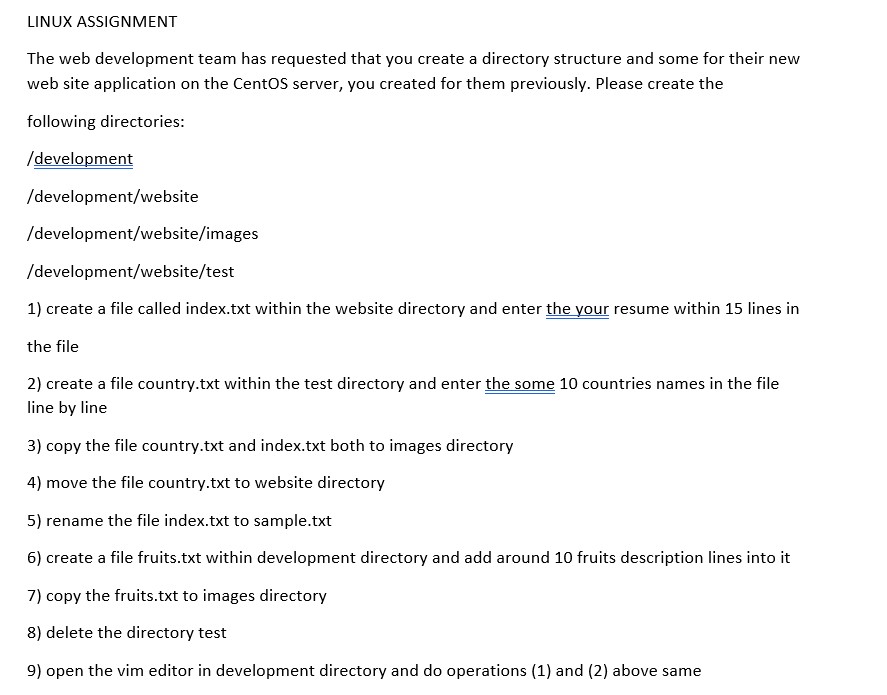 LINUX ASSIGNMENT
The web development team has requested that you create a directory structure and some for their new
web site application on the CentOS server, you created for them previously. Please create the
following directories:
/development
/development/website
/development/website/images
/development/website/test
1) create a file called index.txt within the website directory and enter the your resume within 15 lines in
the file
2) create a file country.txt within the test directory and enter the some 10 countries names in the file
line by line
3) copy the file country.txt and index.txt both to images directory
4) move the file country.txt to website directory
5) rename the file index.txt to sample.txt
6) create a file fruits.txt within development directory and add around 10 fruits description lines into it
7) copy the fruits.txt to images directory
8) delete the directory test
9) open the vim editor in development directory and do operations (1) and (2) above same